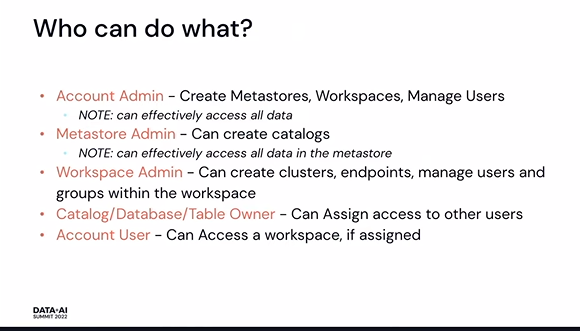 Who can do what?
• Account Admin - Create Metastores, Workspaces, Manage Users
◦ NOTE: can effectively access all data
• Metastore Admin - Can create catalogs
◦ NOTE: can effectively access all data in the metastore
• Workspace Admin - Can create clusters, endpoints, manage users and
groups within the workspace
• Catalog/Database/Table Owner - Can Assign access to other users
• Account User - Can Access a workspace, if assigned
DATA+AI
SUMMIT 2022